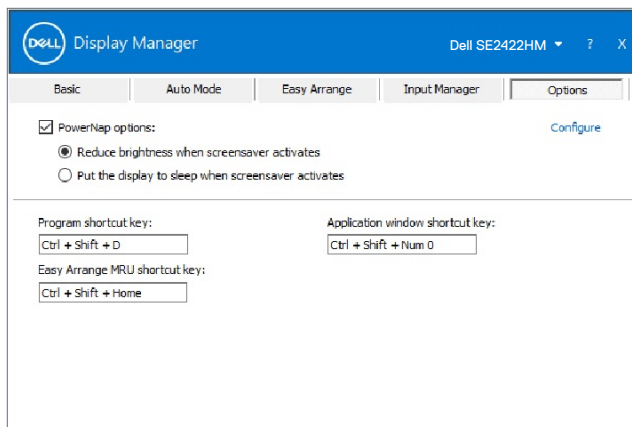 DELL Display Manager
Dell SE2422HM ? X
Basic Auto Mode Easy Arrange Input Manager Options
PowerNap options: Configure
Reduce brightness when screensaver activates
Put the display to sleep when screensaver activates
Program shortcut key: Application window shortcut key:
Ctrl + Shift + D Ctrl + Shift + Num 0
Easy Arrange MRU shortcut key:
Ctrl + Shift + Home